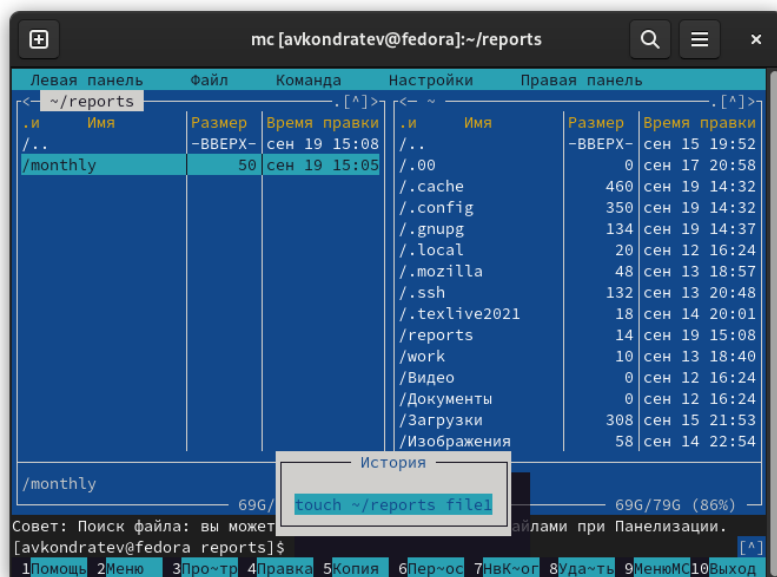 mc [avkondratev@fedora]:~/reports
Левая панель Файл Команда Настройки Правая панель
<— ~/reports .[^]> <— ~ .[^]>
.и Имя Размер Время правки .и Имя Размер Время правки
/.. -ВВЕРХ- сен 19 15:08 /.. -ВВЕРХ- сен 15 19:52
/monthly 50 сен 19 15:05 /.00 0 сен 17 20:58
/.cache 460 сен 19 14:32
/.config 350 сен 19 14:32
/.gnupg 134 сен 19 14:37
/.local 20 сен 12 16:24
/.mozilla 48 сен 13 18:57
/.ssh 132 сен 13 20:48
/.texlive2021 18 сен 14 20:01
/reports 14 сен 19 15:08
/work 10 сен 13 18:40
/Видео 0 сен 12 16:24
/Документы 0 сен 12 16:24
/Загрузки 308 сен 15 21:53
/Изображения 58 сен 14 22:54
История
/monthly
69G/ touch ~/reports file1 69G/79G (86%)
Совет: Поиск файла: вы может айлами при Панелизации.
[avkondratev@fedora reports]$ [^]
1Помощь 2Меню 3Про~тр 4Правка 5Копия 6Пер~ос 7НвК~ог 8Уда~ть 9МенюMC 10Выход